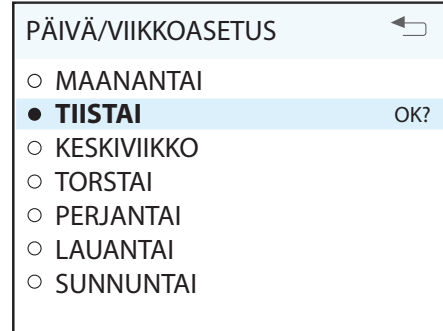 PÄIVÄ/VIIKKOASETUS
MAANANTAI
TIISTAI OK?
KESKIVIIKKO
TORSTAI
PERJANTAI
LAUANTAI
SUNNUNTAI